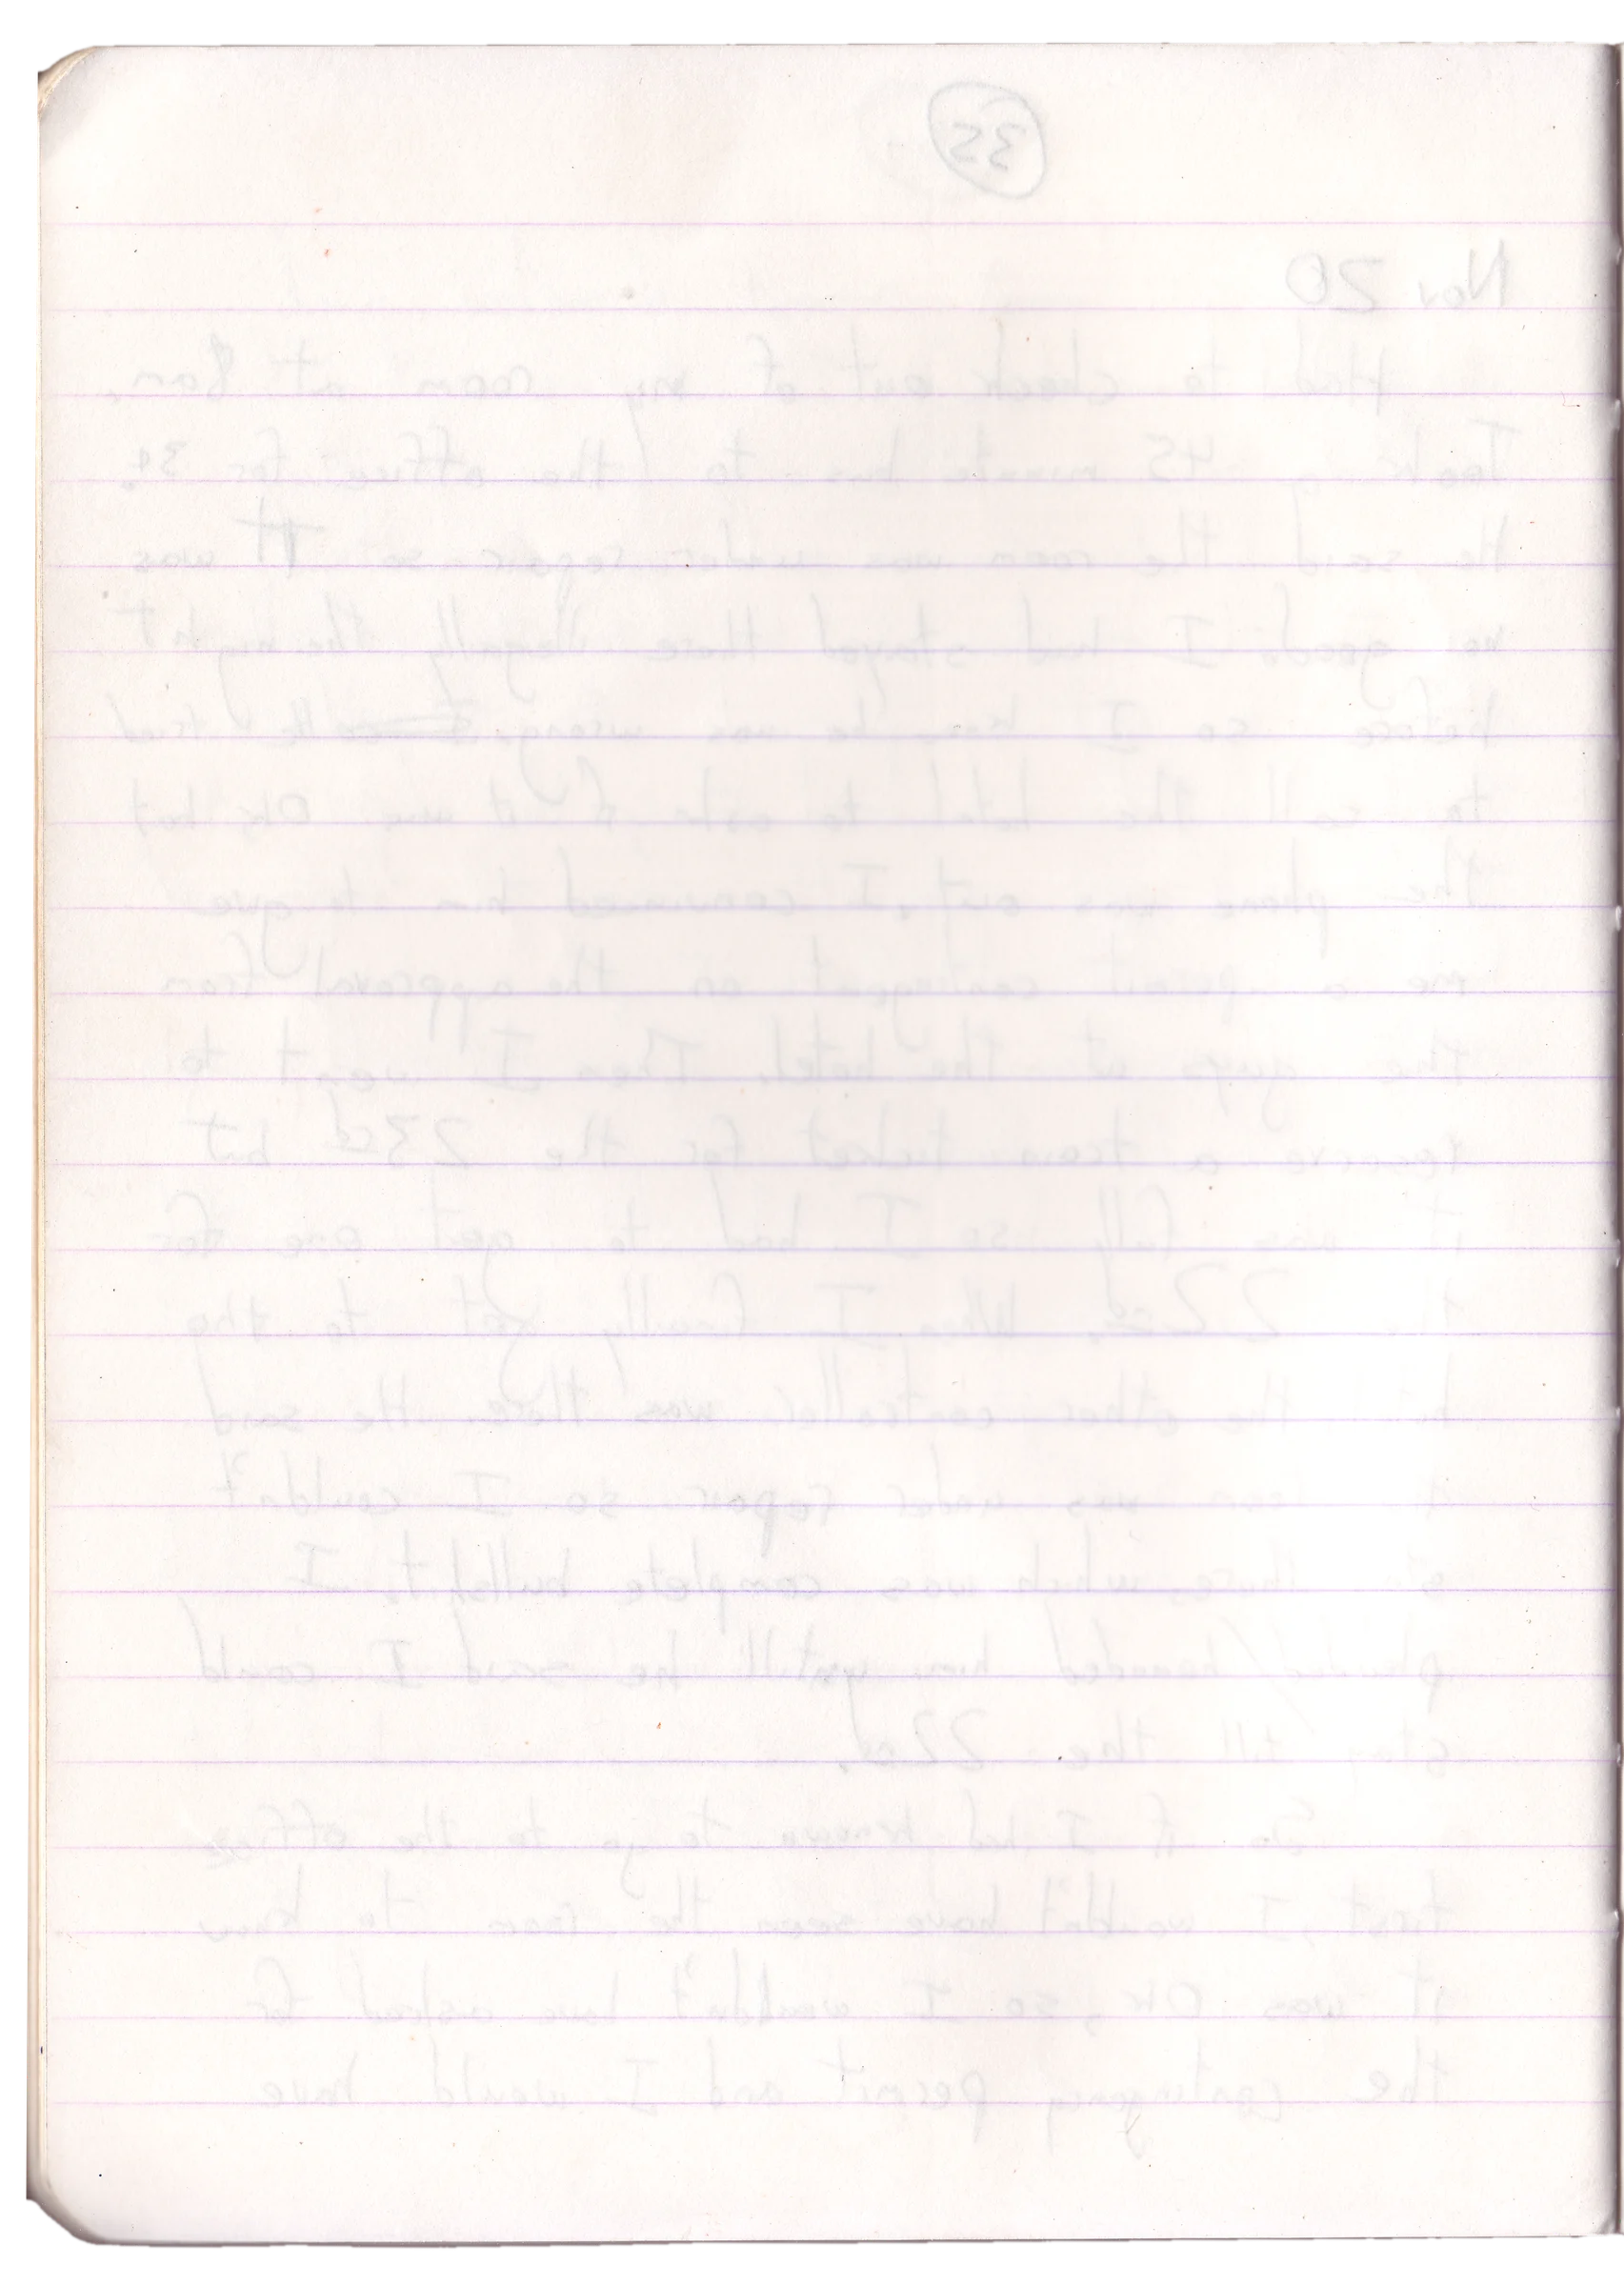 35
Nov 20
Had to check out of my room at 8 am.
Took a 45 minute bus to the office for 3¢.
He said the room was under repair so IT was
no good. I had stayed there illegally the night
before so I knew he was wrong. He tried
to call the hotel to ask if it was OK but
the phone was out. I convinced him to give
me a permit contingent on the approval from
the guys at the hotel. Then I want to
reserve a train ticket for the 23rd but
it was full so I had to get one for
the 22cd. When I finally got to the
the other controller was there. He said
room was under repair so I couldn't
there, which was complete bullshit. I
pleaded/hounded him until he said I could
stay till the 22cd.
So if I had known to go to the office
first, I wouldn't have seen the room to know
it was OK, so I wouldn't have asked for
the contingency permit and I would have